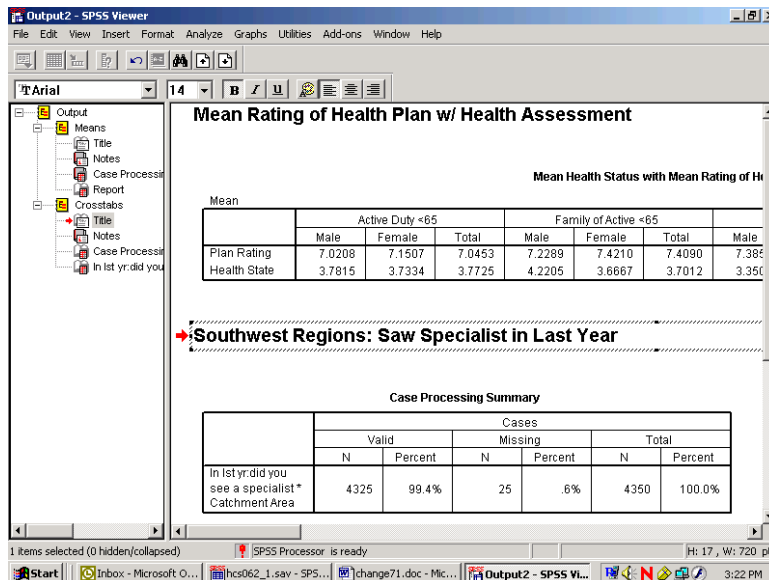 Output2 - SPSS Viewer
File Edit View Insert Format Analyze Graphs Utilities Add-ons Window Help
Arial 14 B I U
Output
Means
Title
Notes
Case Processin
Report
Crosstabs
Title
Notes
Case Processin
In lst yr:did you
Mean Rating of Health Plan w/ Health Assessment
Mean Health Status with Mean Rating of He
Mean
Active Duty <65 Family of Active <65
Male Female Total Male Female Total Male
Plan Rating 7.0208 7.1507 7.0453 7.2289 7.4210 7.4090 7.385
Health State 3.7815 3.7334 3.7725 4.2205 3.6667 3.7012 3.350
Southwest Regions: Saw Specialist in Last Year
Case Processing Summary
Cases
Valid Missing Total
N Percent N Percent N Percent
In lst yr:did you
see a specialist * 4325 99.4% 25 .6% 4350 100.0%
Catchment Area
1 items selected (0 hidden/collapsed) SPSS Processor is ready H: 17 , W: 720 p
Start Inbox - Microsoft O... hcs062_1.sav - SPS... change71.doc - Mic... Output2 - SPSS Vi... 3:22 PM